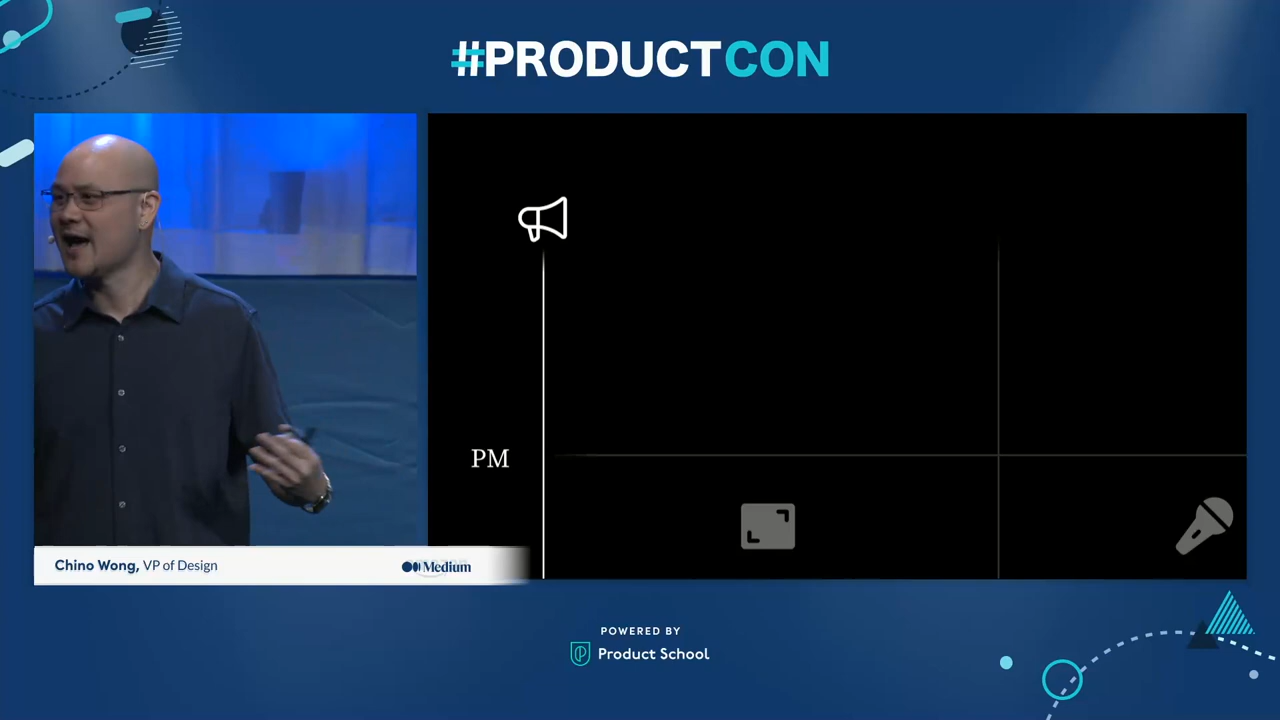 #PRODUCTCON
PM
Chino Wong, VP of Design
Medium
POWERED BY
Product School